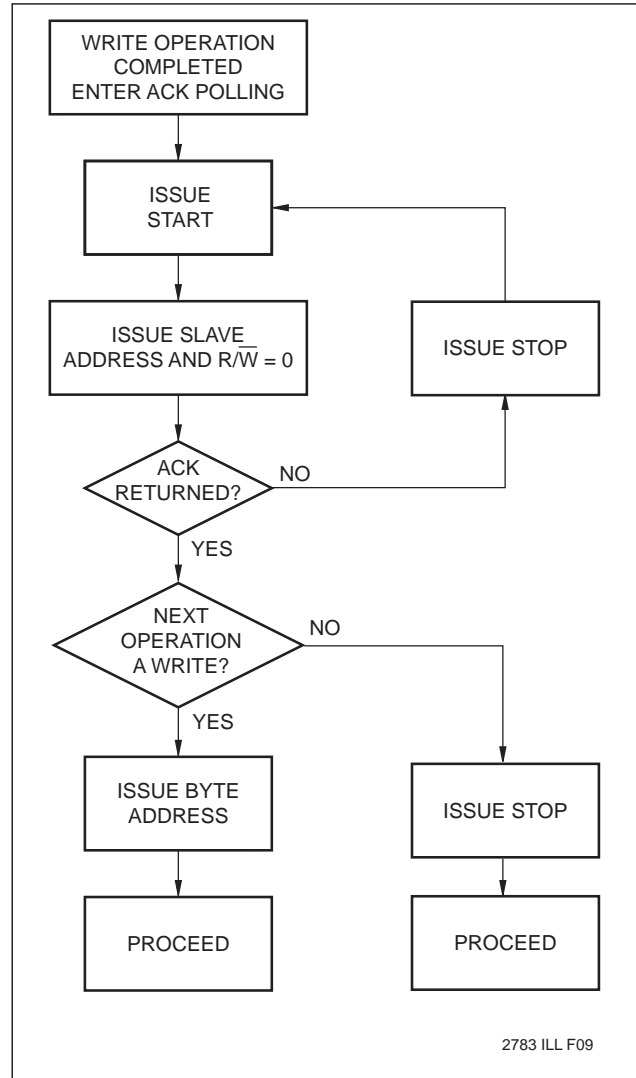 WRITE OPERATION
COMPLETED
ENTER ACK POLLING
ISSUE
START
ISSUE SLAVE
ADDRESS AND R/W̅ = 0
ISSUE STOP
ACK
RETURNED?
NO
YES
NEXT
OPERATION
A WRITE?
NO
YES
ISSUE BYTE
ADDRESS
ISSUE STOP
PROCEED
PROCEED
2783 ILL F09